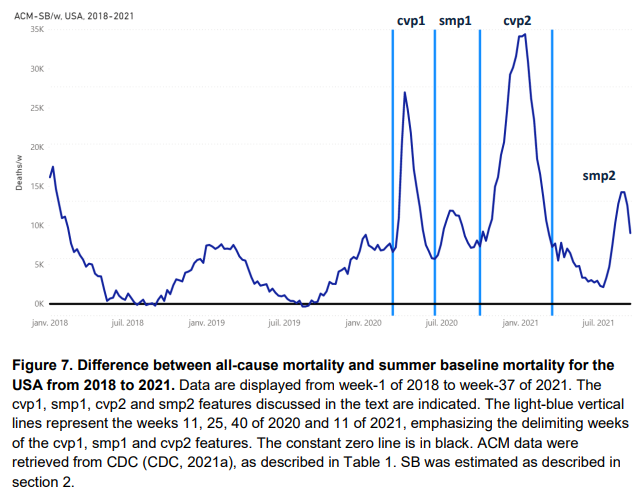 ACM-SB/w, USA, 2018-2021
cvp1 smp1 cvp2
35K
30K
25K
20K
15K
10K
5K
0K
Deaths/w
smp2
janv. 2018 juil. 2018 janv. 2019 juil. 2019 janv. 2020 juil. 2020 janv. 2021 juil. 2021
Figure 7. Difference between all-cause mortality and summer baseline mortality for the
USA from 2018 to 2021. Data are displayed from week-1 of 2018 to week-37 of 2021. The
cvp1, smp1, cvp2 and smp2 features discussed in the text are indicated. The light-blue vertical
lines represent the weeks 11, 25, 40 of 2020 and 11 of 2021, emphasizing the delimiting weeks
of the cvp1, smp1 and cvp2 features. The constant zero line is in black. ACM data were
retrieved from CDC (CDC, 2021a), as described in Table 1. SB was estimated as described in
section 2.